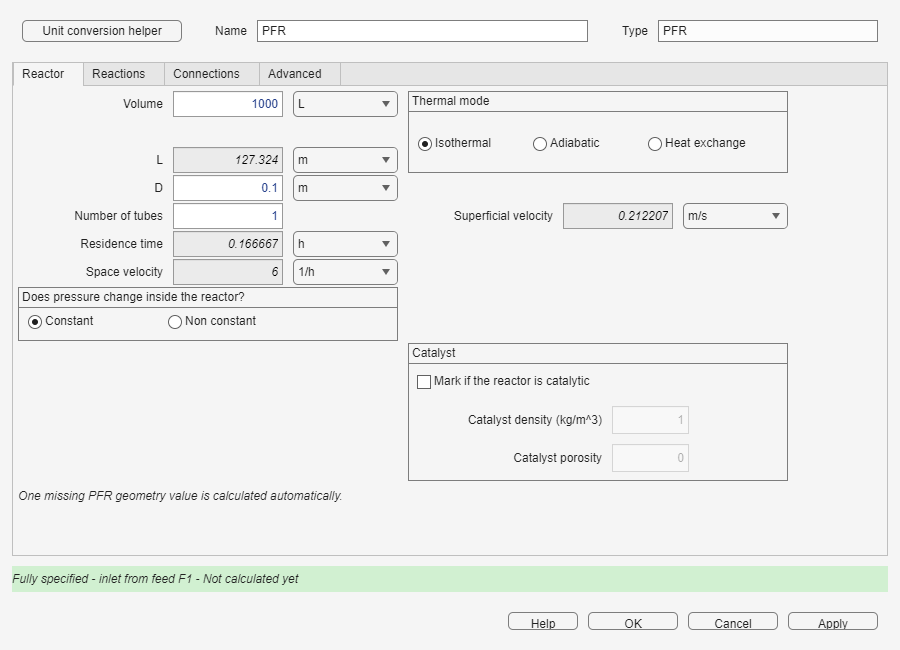 Unit conversion helper Name PFR Type PFR
Reactor Reactions Connections Advanced
Volume 1000 L
L 127.324 m
D 0.1 m
Number of tubes 1
Residence time 0.166667 h
Space velocity 6 1/h
Does pressure change inside the reactor?
Constant Non constant
Thermal mode
Isothermal Adiabatic Heat exchange
Superficial velocity 0.212207 m/s
Catalyst
Mark if the reactor is catalytic
Catalyst density (kg/m^3) 1
Catalyst porosity 0
One missing PFR geometry value is calculated automatically.
Fully specified - inlet from feed F1 - Not calculated yet
Help OK Cancel Apply